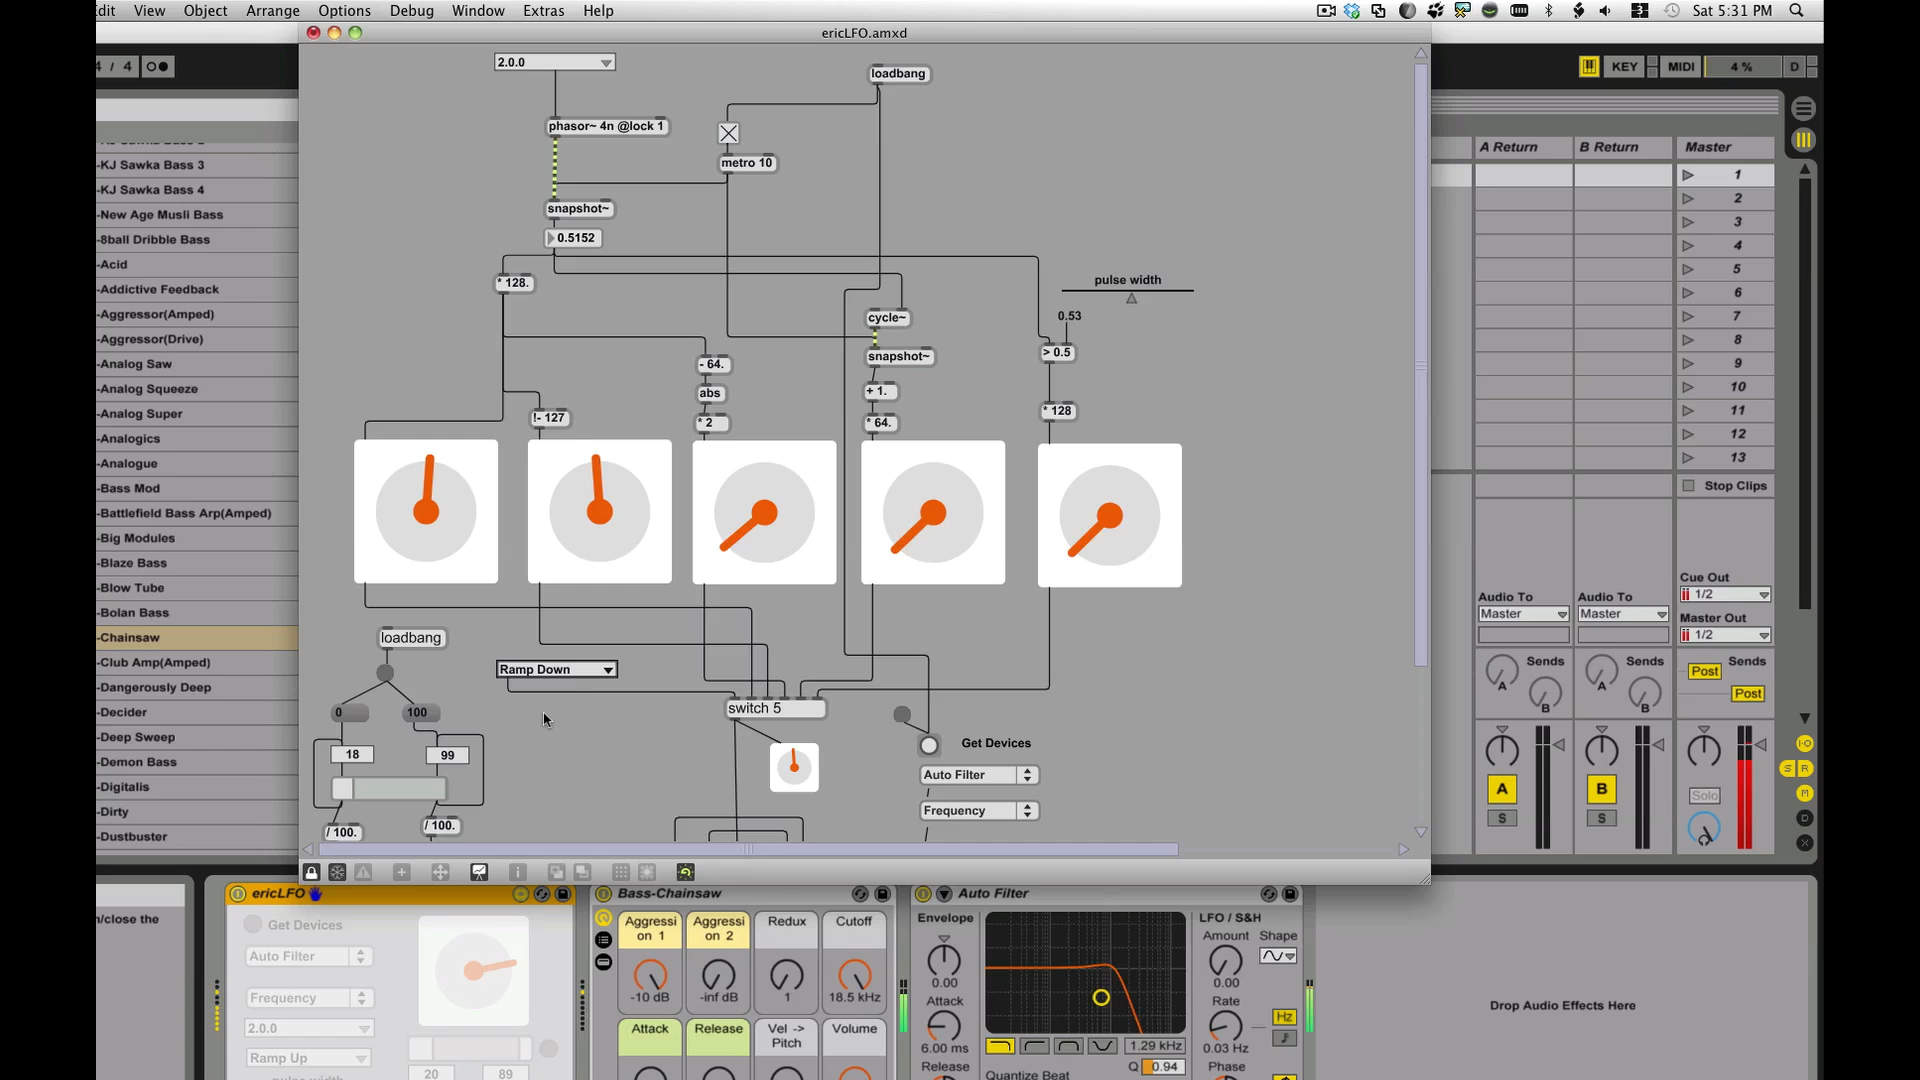 dit View Object Arrange Options Debug Window Extras Help
Sat 5:31 PM
ericLFO.amxd
4 / 4
KEY
MIDI
4 %
D
2.0.0
loadbang
phasor~ 4n @lock 1
metro 10
snapshot~
0.5152
* 128.
pulse width
0.53
cycle~
snapshot~
> 0.5
- 64.
abs
* 2
+ 1.
* 64.
* 128
!- 127
-KJ Sawka Bass 3
-KJ Sawka Bass 4
-New Age Musli Bass
-8ball Dribble Bass
-Acid
-Addictive Feedback
-Aggressor(Amped)
-Aggressor(Drive)
-Analog Saw
-Analog Squeeze
-Analog Super
-Analogics
-Analogue
-Bass Mod
-Battlefield Bass Arp(Amped)
-Big Modules
-Blaze Bass
-Blow Tube
-Bolan Bass
-Chainsaw
-Club Amp(Amped)
-Dangerously Deep
-Decider
-Deep Sweep
-Demon Bass
-Digitalis
-Dirty
-Dustbuster
loadbang
Ramp Down
switch 5
0
100
18
99
/ 100.
/ 100.
Get Devices
Auto Filter
Frequency
A Return
B Return
Master
1
2
3
4
5
6
7
8
9
10
11
12
13
Stop Clips
Cue Out
1/2
Audio To
Master
Audio To
Master
Master Out
1/2
Sends
A
B
Sends
A
B
Sends
Post
Post
A
S
B
S
Solo
I·O
S
R
M
D
n/close the
ericLFO
Get Devices
Auto Filter
Frequency
2.0.0
Ramp Up
pulse width
20
89
Bass-Chainsaw
Aggressi
on 1
Aggressi
on 2
Redux
Cutoff
-10 dB
-inf dB
1
18.5 kHz
Attack
Release
Vel ->
Pitch
Volume
Auto Filter
Envelope
0.00
Attack
6.00 ms
Release
1.29 kHz
Quantize Beat
Q
0.94
LFO / S&H
Amount
Shape
0.00
Rate
Hz
0.03 Hz
Phase
Drop Audio Effects Here